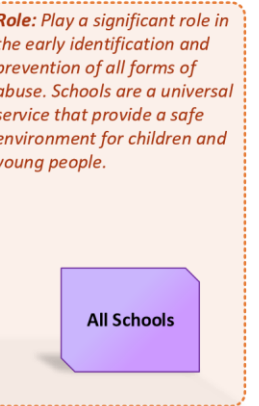 Role: Play a significant role in
the early identification and
prevention of all forms of
abuse. Schools are a universal
service that provide a safe
environment for children and
young people.
All Schools